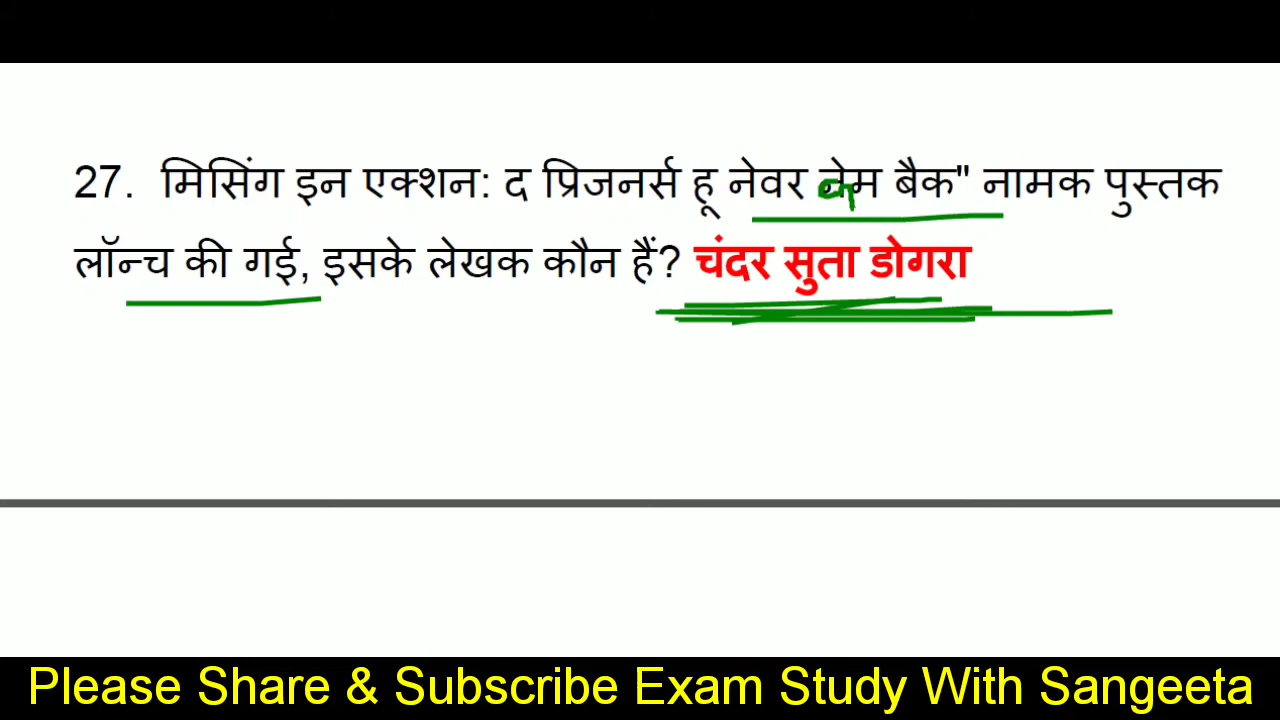 27. मिसिंग इन एक्शन: द प्रिजनर्स हू नेवर नेम बैक" नामक पुस्तक
लॉन्च की गई, इसके लेखक कौन हैं? चंदर सुता डोगरा
Please Share & Subscribe Exam Study With Sangeeta